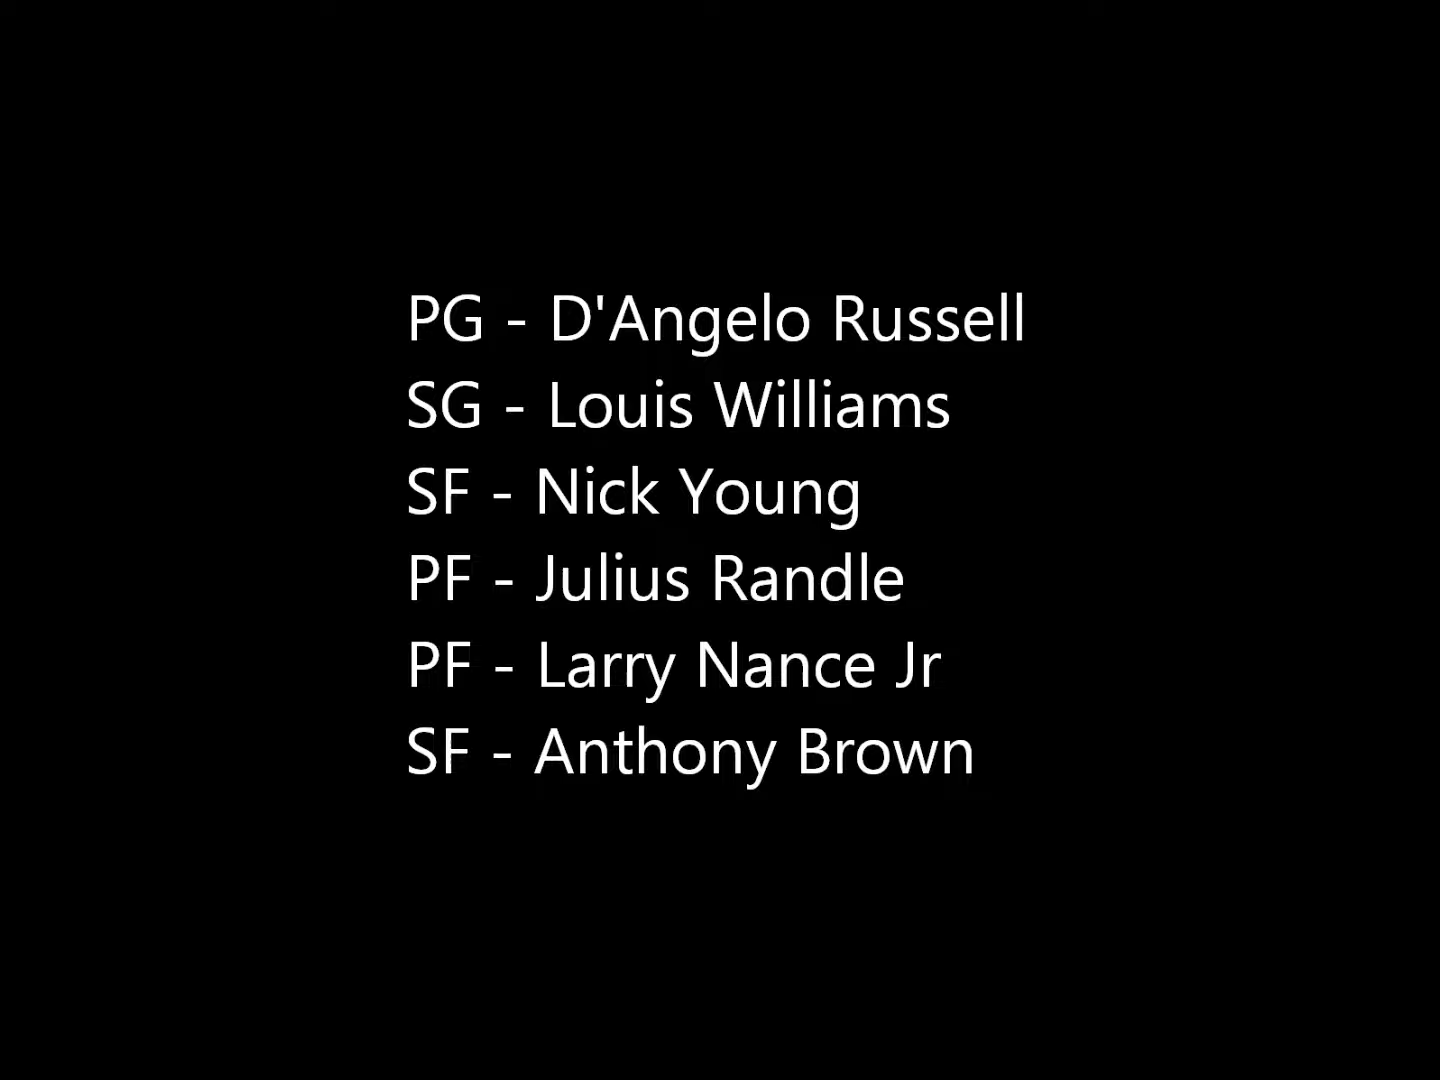 PG - D'Angelo Russell
SG - Louis Williams
SF - Nick Young
PF - Julius Randle
PF - Larry Nance Jr
SF - Anthony Brown